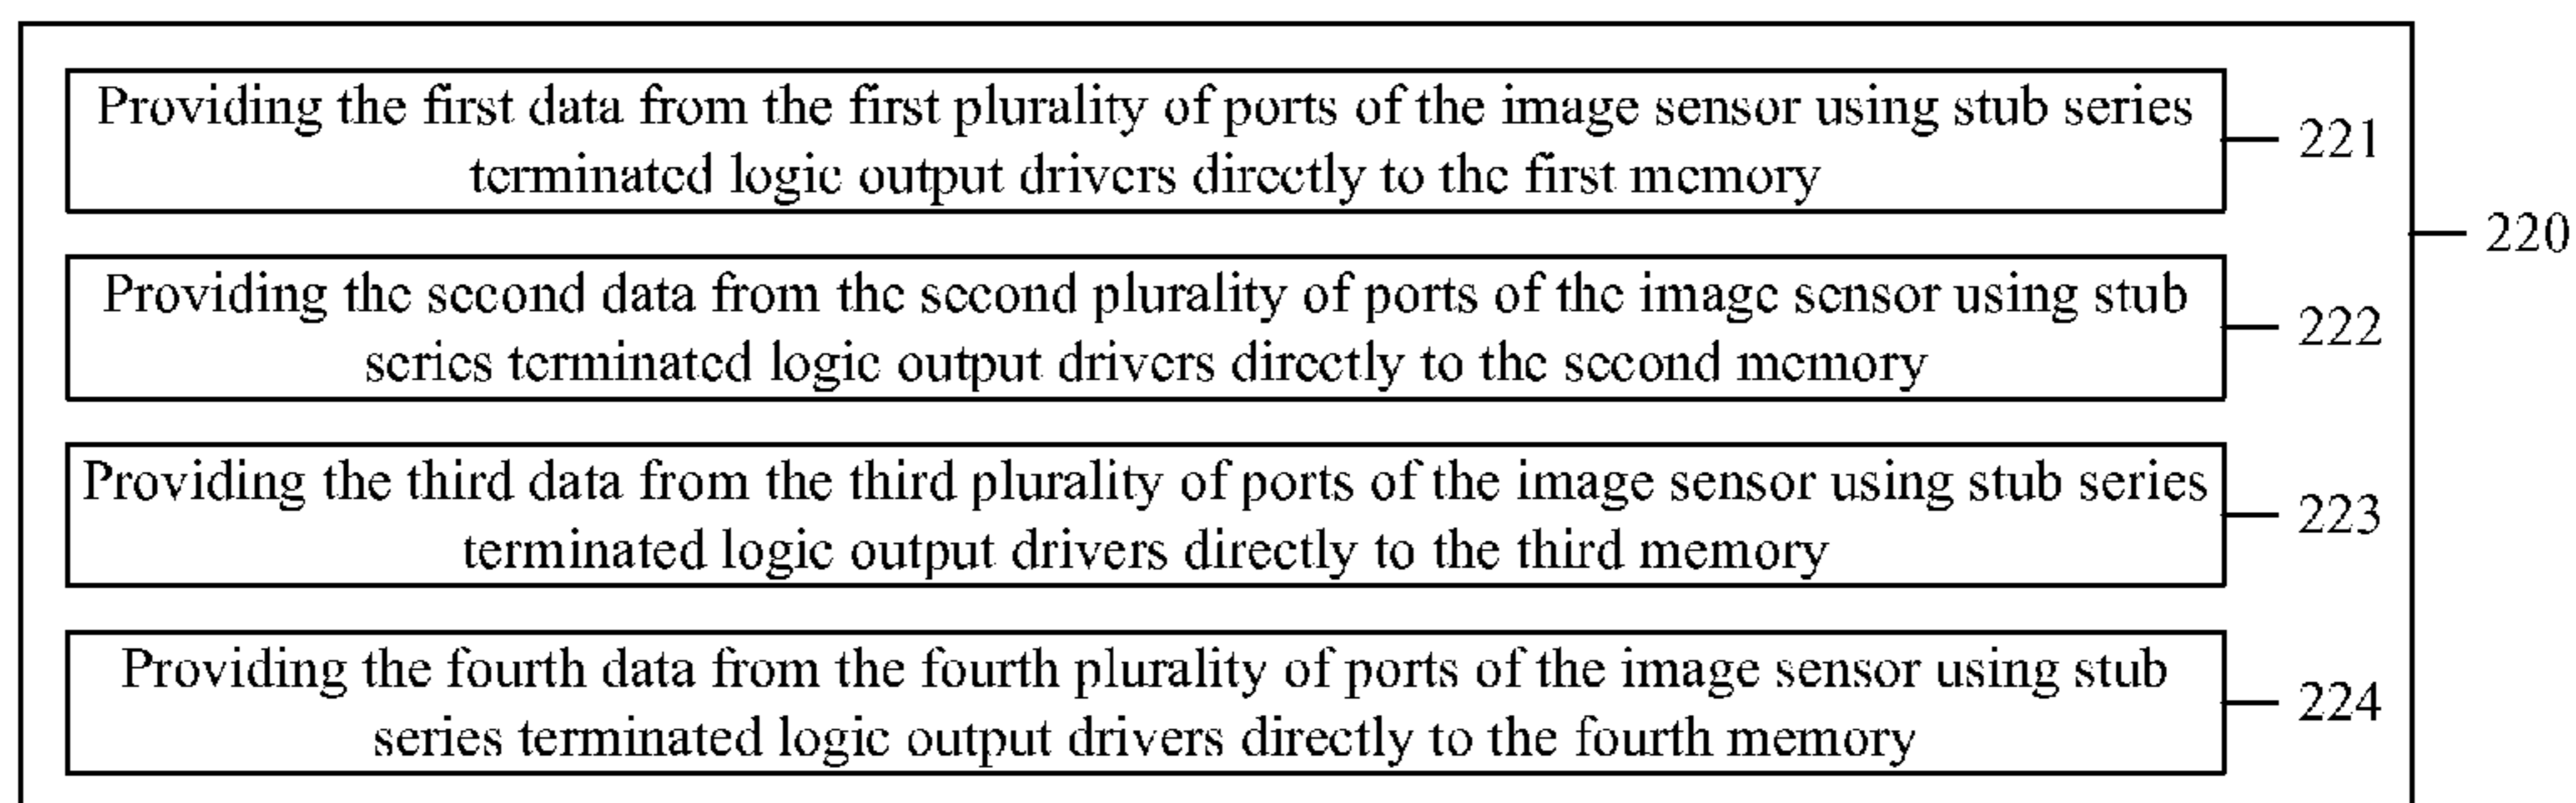 Providing the first data from the first plurality of ports of the image sensor using stub series
terminated logic output drivers directly to the first memory
221
220
Providing the second data from the second plurality of ports of the image sensor using stub
series terminated logic output drivers directly to the second memory
222
Providing the third data from the third plurality of ports of the image sensor using stub series
terminated logic output drivers directly to the third memory
223
Providing the fourth data from the fourth plurality of ports of the image sensor using stub
series terminated logic output drivers directly to the fourth memory
224